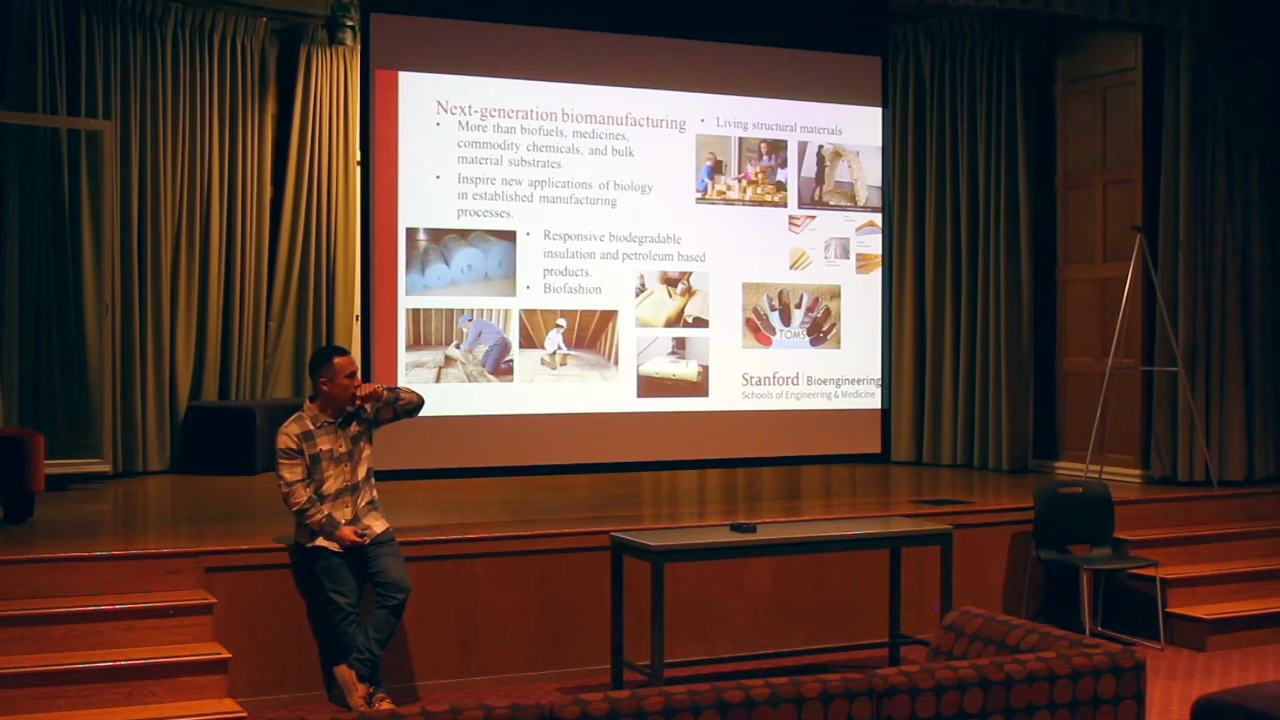 Next-generation biomanufacturing
• More than biofuels, medicines,
commodity chemicals, and bulk
material substrates.
• Inspire new applications of biology
in established manufacturing
processes.
• Responsive biodegradable
insulation and petroleum based
products.
• Biofashion
• Living structural materials
TOMS
Stanford | Bioengineering
Schools of Engineering & Medicine